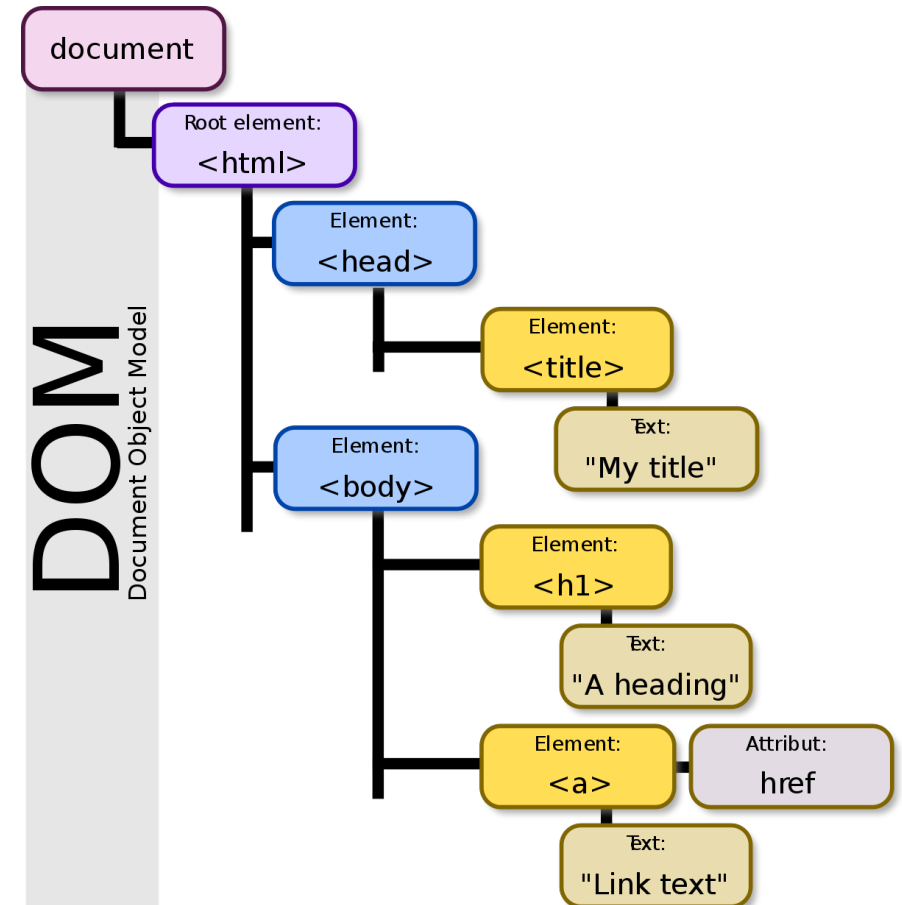 document
Root element:
<html>
Element:
<head>
Element:
<title>
Text:
"My title"
Element:
<body>
Element:
<h1>
Text:
"A heading"
Element:
<a>
Attribut:
href
Text:
"Link text"
DOM
Document Object Model